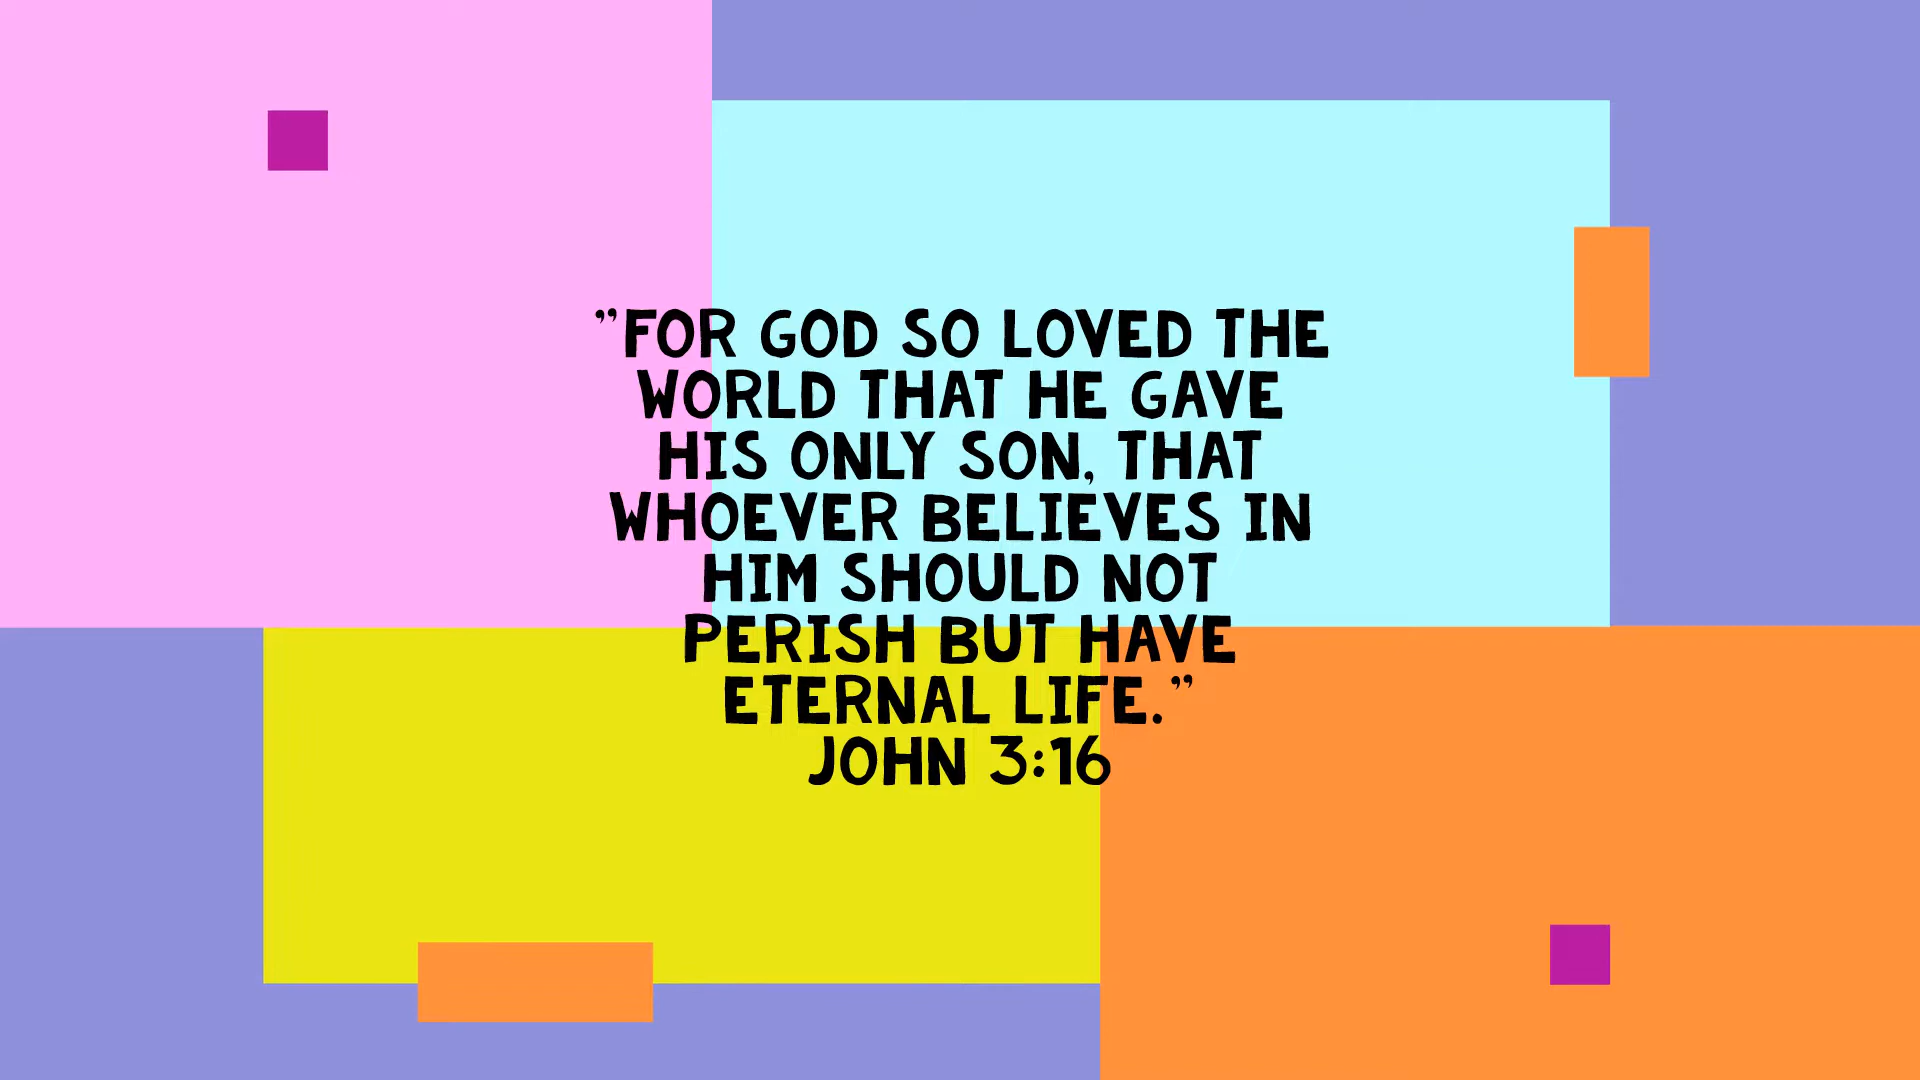 ”FOR GOD SO LOVED THE
WORLD THAT HE GAVE
HIS ONLY SON, THAT
WHOEVER BELIEVES IN
HIM SHOULD NOT
PERISH BUT HAVE
ETERNAL LIFE.”
JOHN 3:16